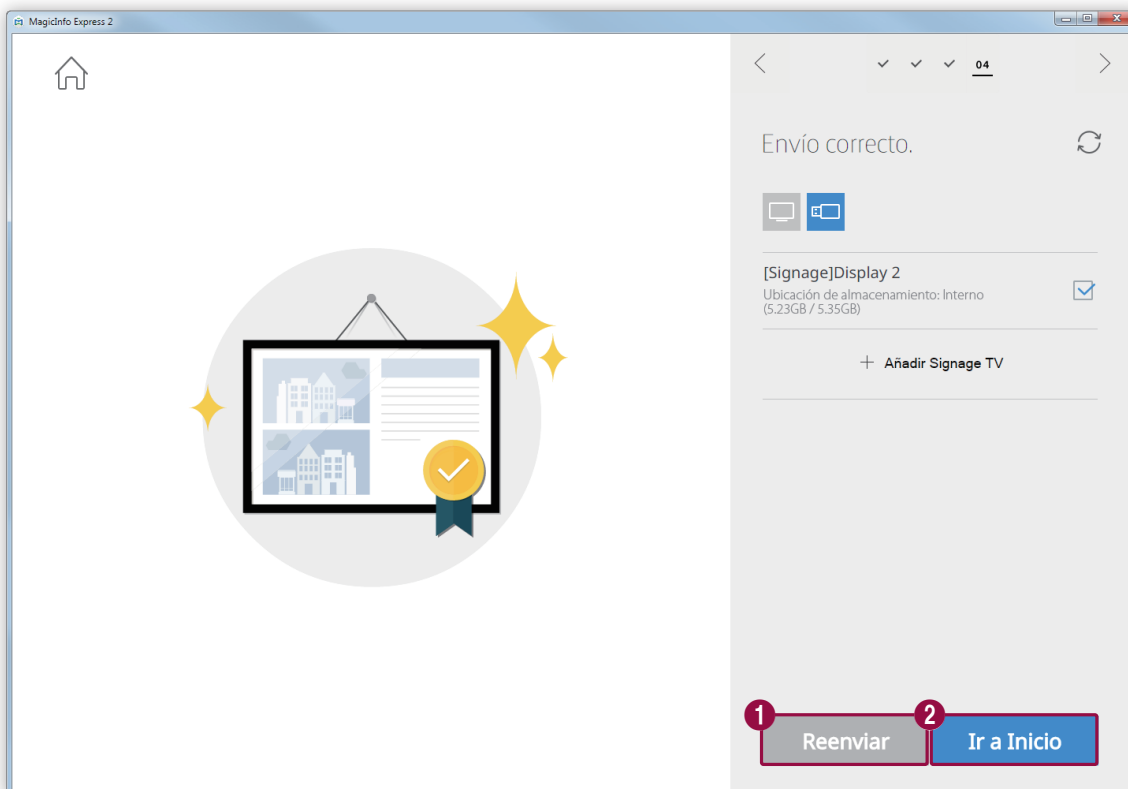 MagicInfo Express 2
04
Envío correcto.
[Signage]Display 2
Ubicación de almacenamiento: Interno
(5.23GB / 5.35GB)
+ Añadir Signage TV
1
2
Reenviar
Ir a Inicio